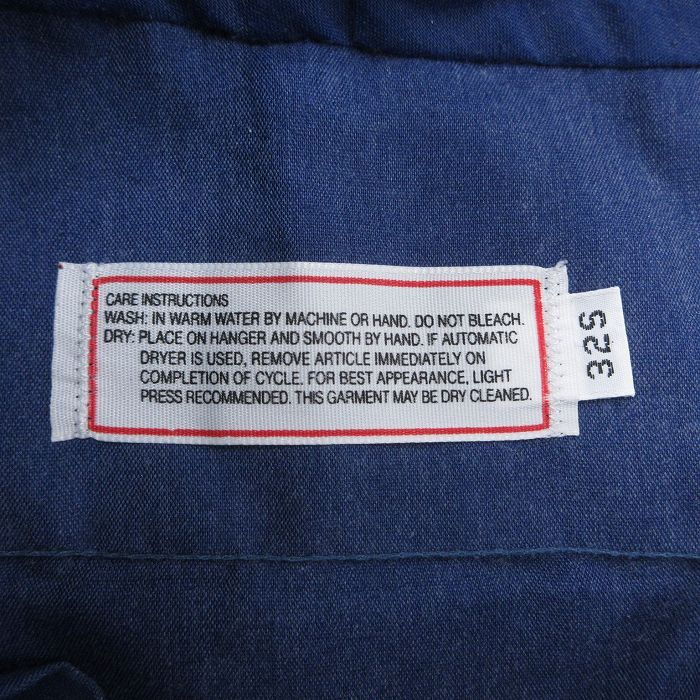 CARE INSTRUCTIONS
WASH: IN WARM WATER BY MACHINE OR HAND. DO NOT BLEACH.
DRY: PLACE ON HANGER AND SMOOTH BY HAND. IF AUTOMATIC
DRYER IS USED, REMOVE ARTICLE IMMEDIATELY ON
COMPLETION OF CYCLE. FOR BEST APPEARANCE, LIGHT
PRESS RECOMMENDED. THIS GARMENT MAY BE DRY CLEANED.
32S